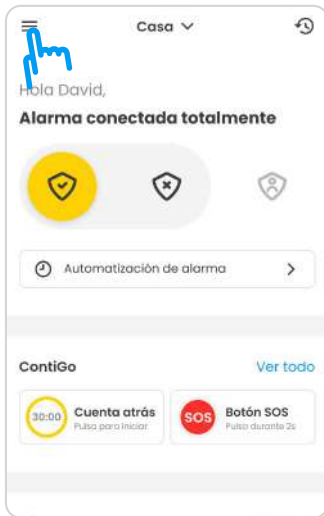 Casa
Hola David,
Alarma conectada totalmente
Automatización de alarma
ContiGo
Ver todo
30:00
Cuenta atrás
Pulsa para iniciar
SOS
Botón SOS
Pulsa durante 2s